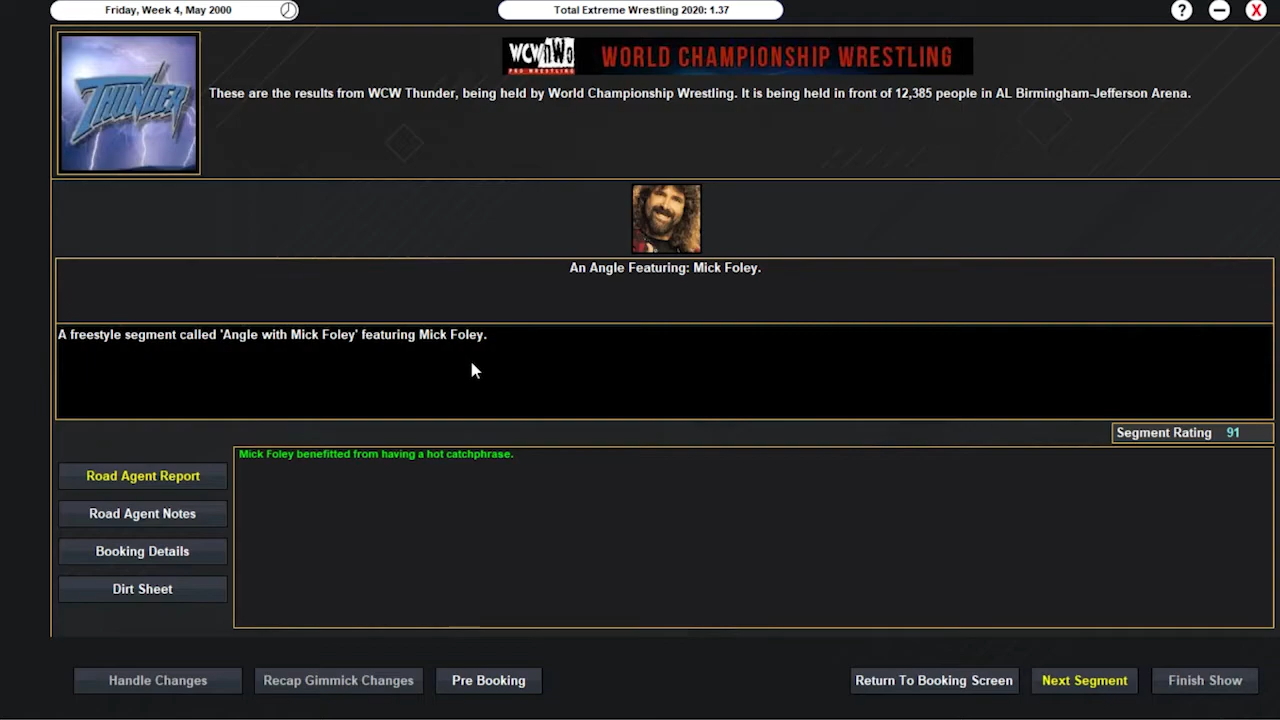 Friday, Week 4, May 2000
Total Extreme Wrestling 2020: 1.37
?
X
THUNDER
WCW nWo
PRO WRESTLING
WORLD CHAMPIONSHIP WRESTLING
These are the results from WCW Thunder, being held by World Championship Wrestling. It is being held in front of 12,385 people in AL Birmingham-Jefferson Arena.
An Angle Featuring: Mick Foley.
A freestyle segment called 'Angle with Mick Foley' featuring Mick Foley.
Segment Rating 91
Mick Foley benefitted from having a hot catchphrase.
Road Agent Report
Road Agent Notes
Booking Details
Dirt Sheet
Handle Changes
Recap Gimmick Changes
Pre Booking
Return To Booking Screen
Next Segment
Finish Show